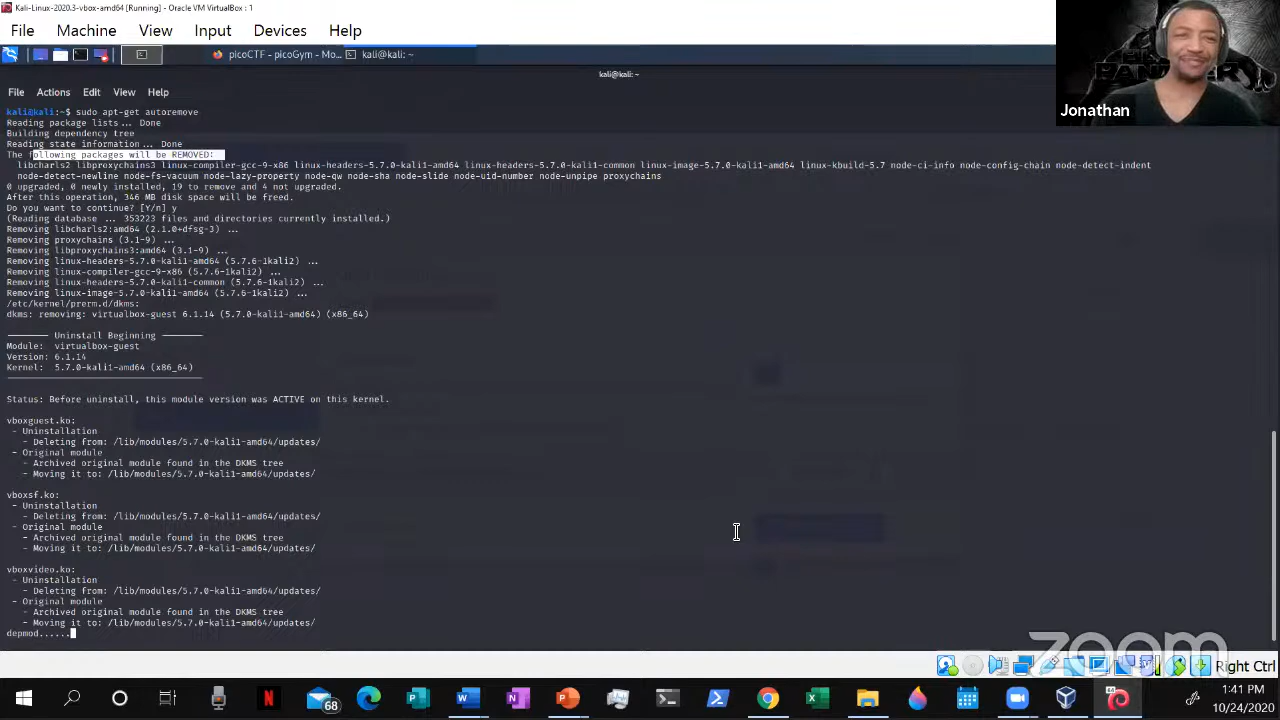 Kali-Linux-2020.3-vbox-amd64 [Running] - Oracle VM VirtualBox : 1
File Machine View Input Devices Help
picoCTF - picoGym - Mo... kali@kali: ~
kali@kali: ~
File Actions Edit View Help
Jonathan
kali@kali:~$ sudo apt-get autoremove
Reading package lists... Done
Building dependency tree
Reading state information... Done
The following packages will be REMOVED:
libcharls2 libproxychains3 linux-compiler-gcc-9-x86 linux-headers-5.7.0-kali1-amd64 linux-headers-5.7.0-kali1-common linux-image-5.7.0-kali1-amd64 linux-kbuild-5.7 node-ci-info node-config-chain node-detect-indent
node-detect-newline node-fs-vacuum node-lazy-property node-qw node-sha node-slide node-uid-number node-unpipe proxychains
0 upgraded, 0 newly installed, 19 to remove and 4 not upgraded.
After this operation, 346 MB disk space will be freed.
Do you want to continue? [Y/n] y
(Reading database ... 353223 files and directories currently installed.)
Removing libcharls2:amd64 (2.1.0+dfsg-3) ...
Removing proxychains (3.1-9) ...
Removing libproxychains3:amd64 (3.1-9) ...
Removing linux-headers-5.7.0-kali1-amd64 (5.7.6-1kali2) ...
Removing linux-compiler-gcc-9-x86 (5.7.6-1kali2) ...
Removing linux-headers-5.7.0-kali1-common (5.7.6-1kali2) ...
Removing linux-image-5.7.0-kali1-amd64 (5.7.6-1kali2) ...
/etc/kernel/prerm.d/dkms:
dkms: removing: virtualbox-guest 6.1.14 (5.7.0-kali1-amd64) (x86_64)
Uninstall Beginning
Module: virtualbox-guest
Version: 6.1.14
Kernel: 5.7.0-kali1-amd64 (x86_64)
Status: Before uninstall, this module version was ACTIVE on this kernel.
vboxguest.ko:
- Uninstallation
- Deleting from: /lib/modules/5.7.0-kali1-amd64/updates/
- Original module
- Archived original module found in the DKMS tree
- Moving it to: /lib/modules/5.7.0-kali1-amd64/updates/
vboxsf.ko:
- Uninstallation
- Deleting from: /lib/modules/5.7.0-kali1-amd64/updates/
- Original module
- Archived original module found in the DKMS tree
- Moving it to: /lib/modules/5.7.0-kali1-amd64/updates/
vboxvideo.ko:
- Uninstallation
- Deleting from: /lib/modules/5.7.0-kali1-amd64/updates/
- Original module
- Archived original module found in the DKMS tree
- Moving it to: /lib/modules/5.7.0-kali1-amd64/updates/
depmod......
zoom
Right Ctrl
68
1:41 PM
10/24/2020